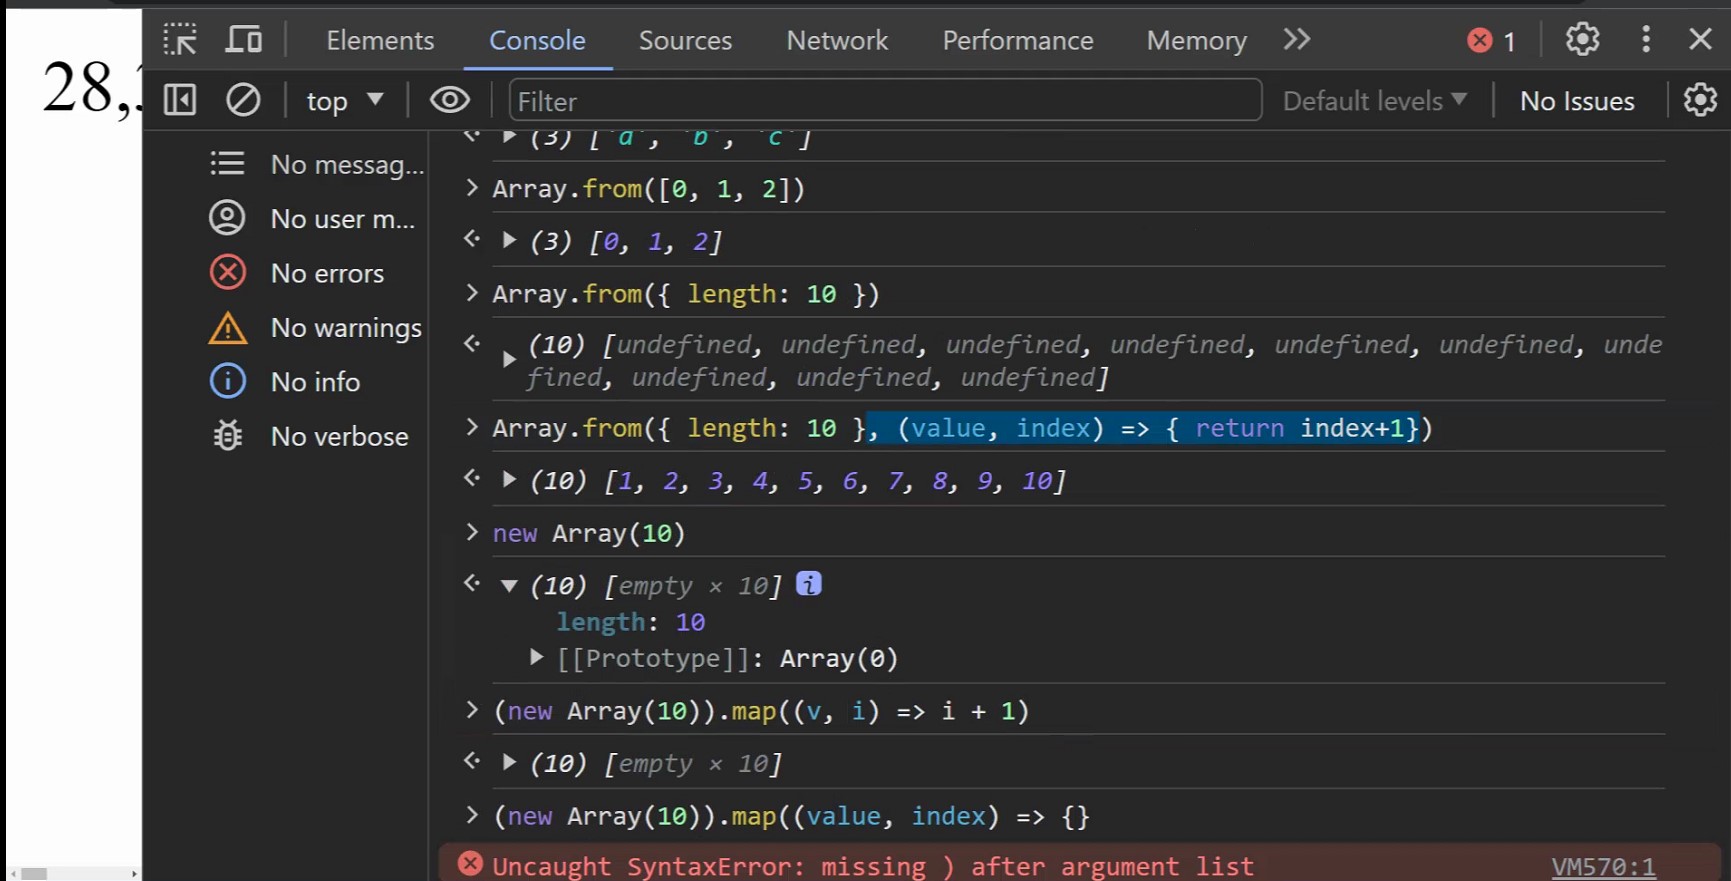 28,
Elements Console Sources Network Performance Memory 1
top Filter Default levels No Issues
(3) ['a', 'b', 'c']
No messag...
Array.from([0, 1, 2])
No user m...
(3) [0, 1, 2]
No errors
Array.from({ length: 10 })
No warnings
(10) [undefined, undefined, undefined, undefined, undefined, undefined, unde
fined, undefined, undefined, undefined]
No info
Array.from({ length: 10 }, (value, index) => { return index+1})
No verbose
(10) [1, 2, 3, 4, 5, 6, 7, 8, 9, 10]
new Array(10)
(10) [empty × 10] i
length: 10
[[Prototype]]: Array(0)
(new Array(10)).map((v, i) => i + 1)
(10) [empty × 10]
(new Array(10)).map((value, index) => {}
Uncaught SyntaxError: missing ) after argument list VM570:1